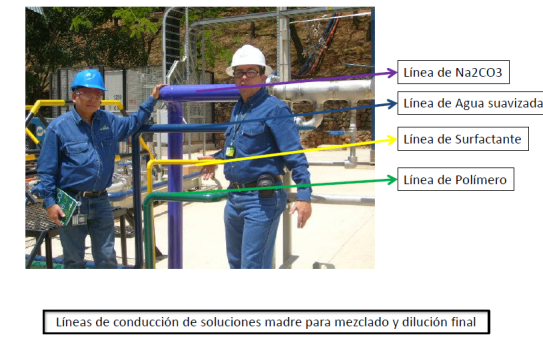 Línea de Na2CO3
Línea de Agua suavizada
Línea de Surfactante
Línea de Polímero
Líneas de conducción de soluciones madre para mezclado y dilución final